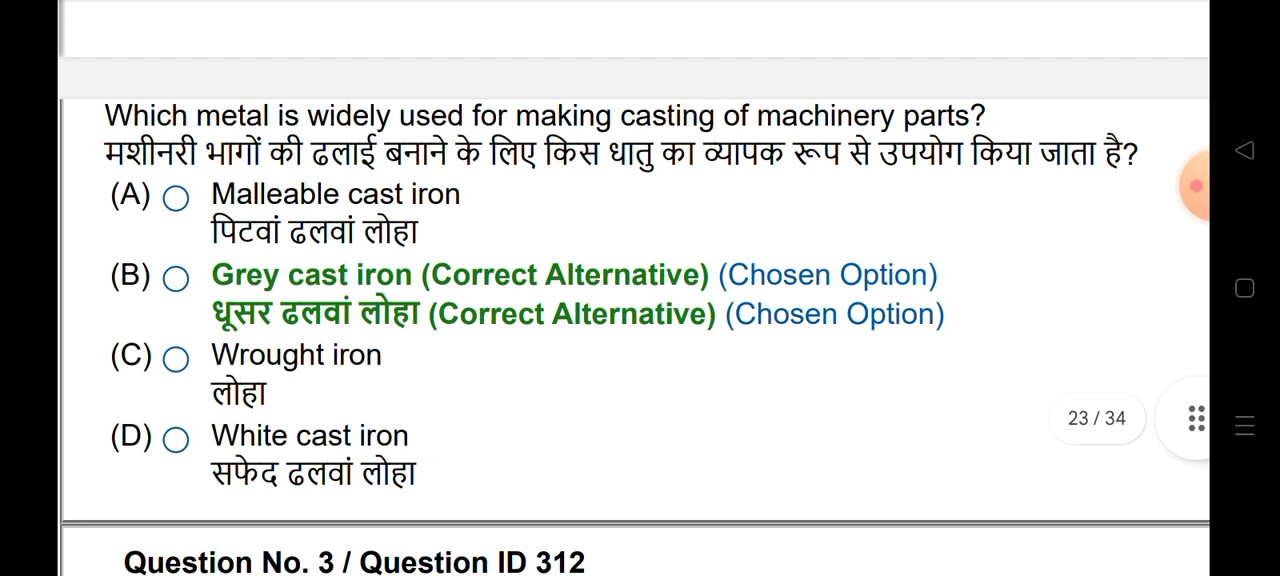 Which metal is widely used for making casting of machinery parts?
मशीनरी भागों की ढलाई बनाने के लिए किस धातु का व्यापक रूप से उपयोग किया जाता है?
(A) Malleable cast iron
पिटवां ढलवां लोहा
(B) Grey cast iron (Correct Alternative) (Chosen Option)
धूसर ढलवां लोहा (Correct Alternative) (Chosen Option)
(C) Wrought iron
लोहा
(D) White cast iron
सफेद ढलवां लोहा
23 / 34
Question No. 3 / Question ID 312